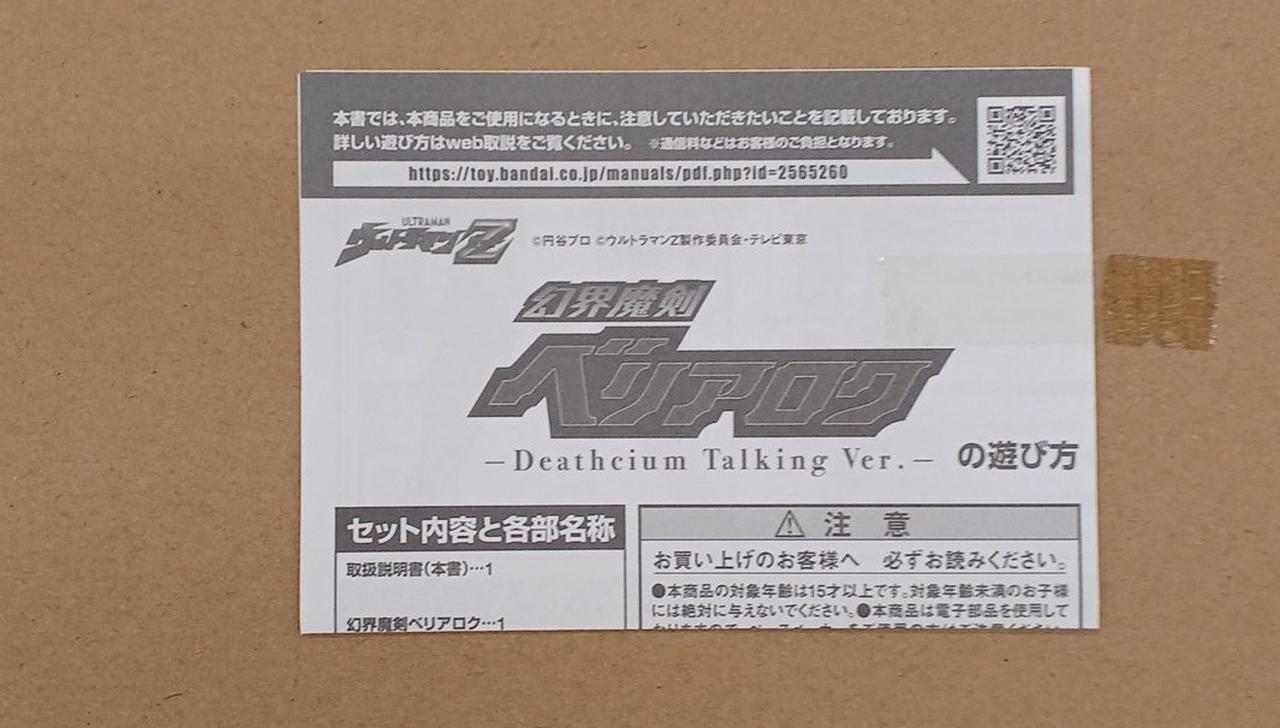 本書では、本商品をご使用になるときに、注意していただきたいことを記載しております。
詳しい遊び方はweb取説をご覧ください。 ※通信料などはお客様のご負担となります。
https://toy.bandai.co.jp/manuals/pdf.php?id=2565260
ULTRAMAN
ウルトラマンZ ©円谷プロ ©ウルトラマンZ製作委員会・テレビ東京
幻界魔剣
ベリアロク
－Deathcium Talking Ver.－ の遊び方
セット内容と各部名称
取扱説明書(本書)…1
幻界魔剣ベリアロク…1
⚠ 注 意
お買い上げのお客様へ 必ずお読みください。
●本商品の対象年齢は15才以上です。対象年齢未満のお子様
には絶対に与えないでください。●本商品は電子部品を使用して